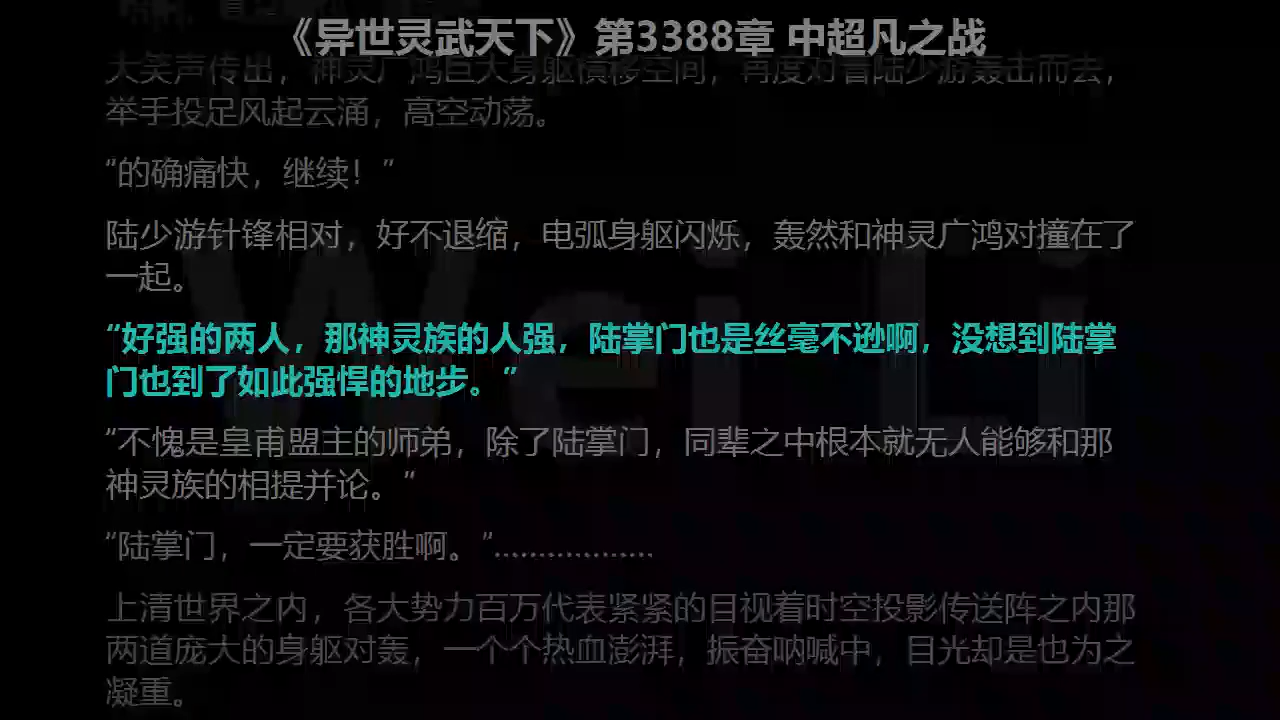 《异世灵武天下》第3388章 中超凡之战
大笑声传出，神灵广鸿巨大身躯横移空间，再度对着陆少游轰击而去，
举手投足风起云涌，高空动荡。
“的确痛快，继续！”
陆少游针锋相对，好不退缩，电弧身躯闪烁，轰然和神灵广鸿对撞在了
一起。
“好强的两人，那神灵族的人强，陆掌门也是丝毫不逊啊，没想到陆掌
门也到了如此强悍的地步。”
“不愧是皇甫盟主的师弟，除了陆掌门，同辈之中根本就无人能够和那
神灵族的相提并论。”
“陆掌门，一定要获胜啊。”………………
上清世界之内，各大势力百万代表紧紧的目视着时空投影传送阵之内那
两道庞大的身躯对轰，一个个热血澎湃，振奋呐喊中，目光却是也为之
凝重。
Wei Li